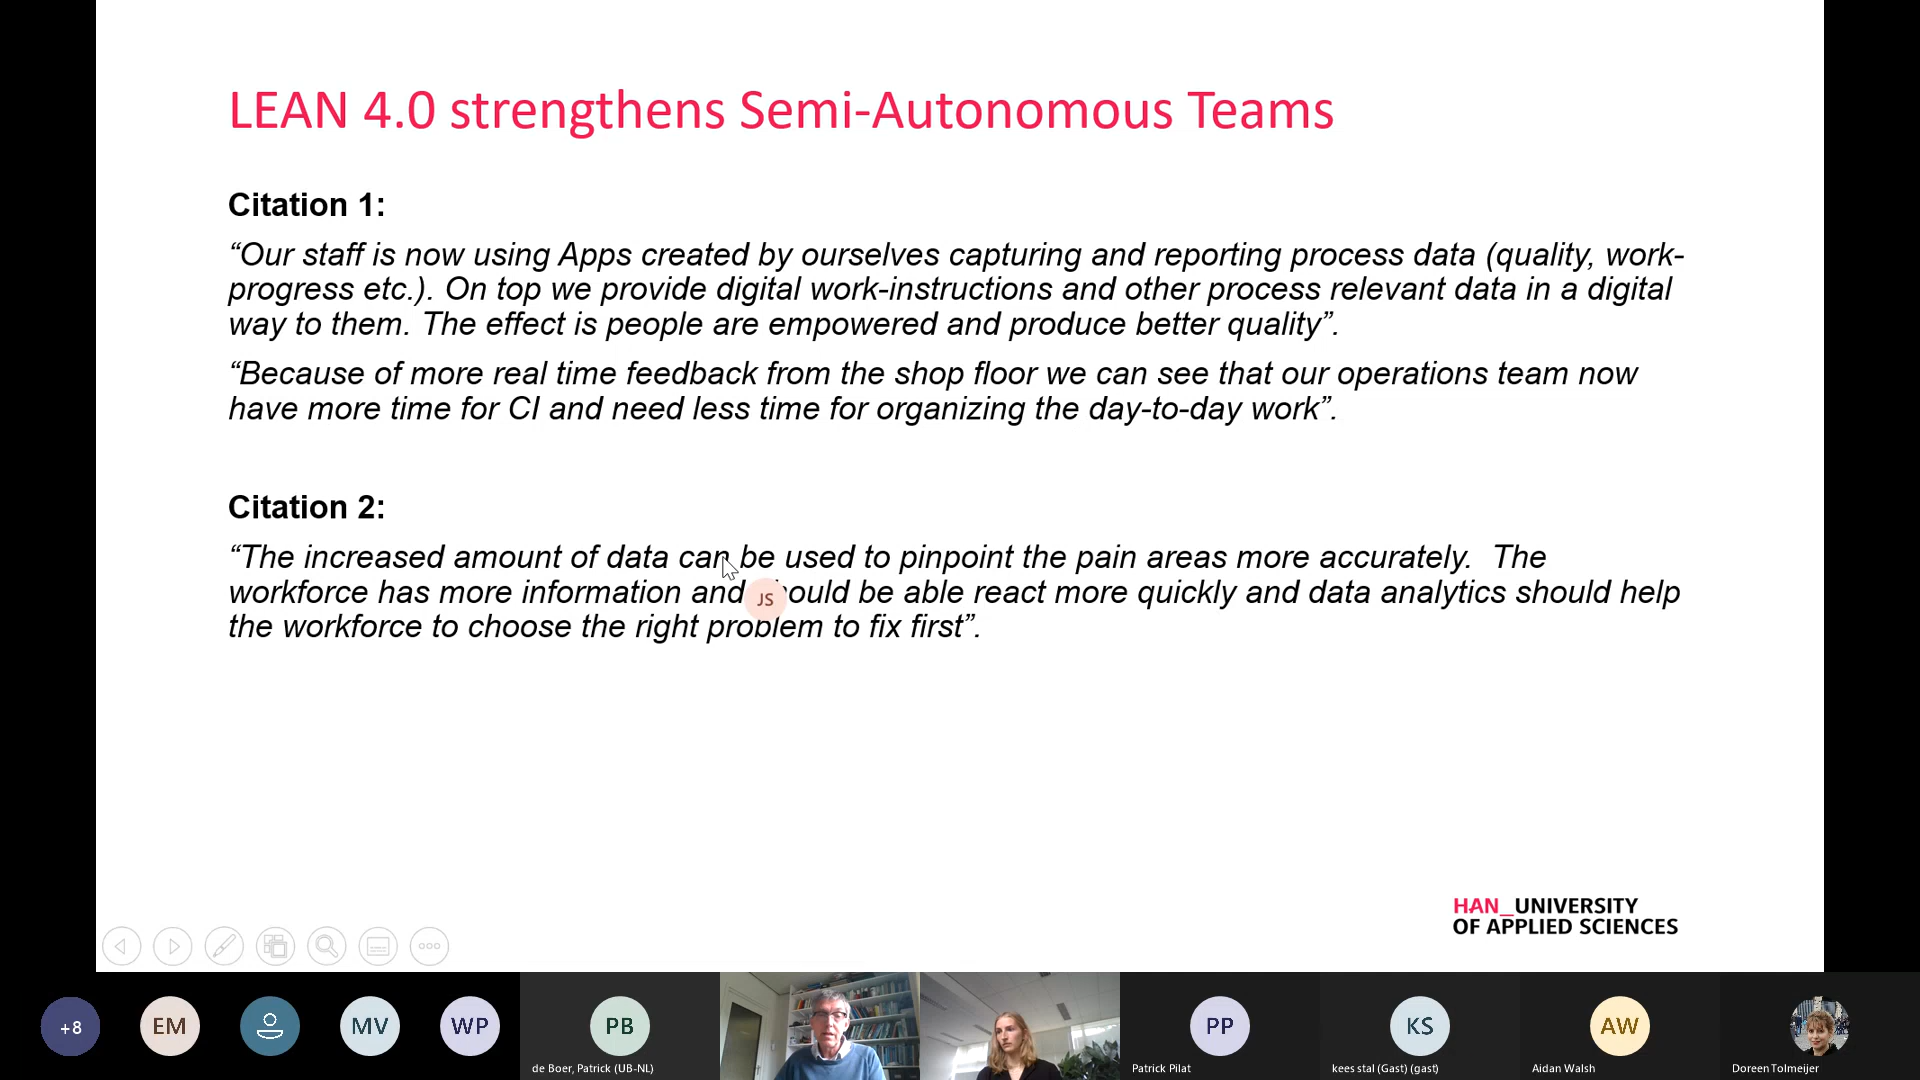 LEAN 4.0 strengthens Semi-Autonomous Teams
Citation 1:
“Our staff is now using Apps created by ourselves capturing and reporting process data (quality, work-
progress etc.). On top we provide digital work-instructions and other process relevant data in a digital
way to them. The effect is people are empowered and produce better quality”.
“Because of more real time feedback from the shop floor we can see that our operations team now
have more time for CI and need less time for organizing the day-to-day work”.
Citation 2:
“The increased amount of data can be used to pinpoint the pain areas more accurately. The
workforce has more information and ould be able react more quickly and data analytics should help
JS
the workforce to choose the right problem to fix first”.
HAN_UNIVERSITY
OF APPLIED SCIENCES
+8
EM
MV
WP
PB
PP
KS
AW
de Boer, Patrick (UB-NL)
Patrick Pilat
kees stal (Gast) (gast)
Aidan Walsh
Doreen Tolmeijer